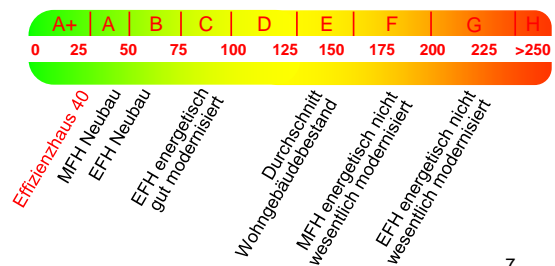 A+ A B C D E F G H
0 25 50 75 100 125 150 175 200 225 >250
Effizienzhaus 40
MFH Neubau
EFH Neubau
EFH energetisch
gut modernisiert
Durchschnitt
Wohngebäudebestand
MFH energetisch nicht
wesentlich modernisiert
EFH energetisch nicht
wesentlich modernisiert